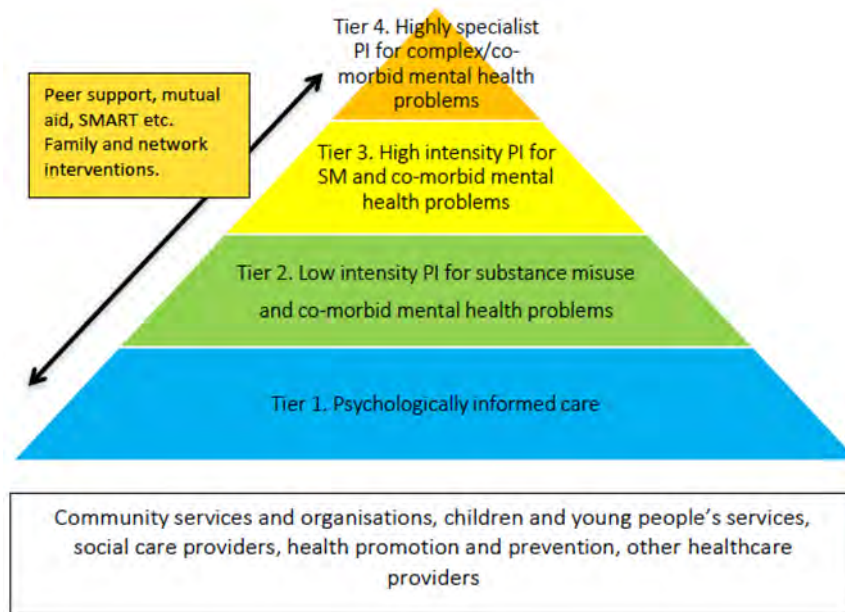 Tier 4. Highly specialist
PI for complex/co-
morbid mental health
problems
Peer support, mutual
aid, SMART etc.
Family and network
interventions.
Tier 3. High intensity PI for
SM and co-morbid mental
health problems
Tier 2. Low intensity PI for substance misuse
and co-morbid mental health problems
Tier 1. Psychologically informed care
Community services and organisations, children and young people's services,
social care providers, health promotion and prevention, other healthcare
providers